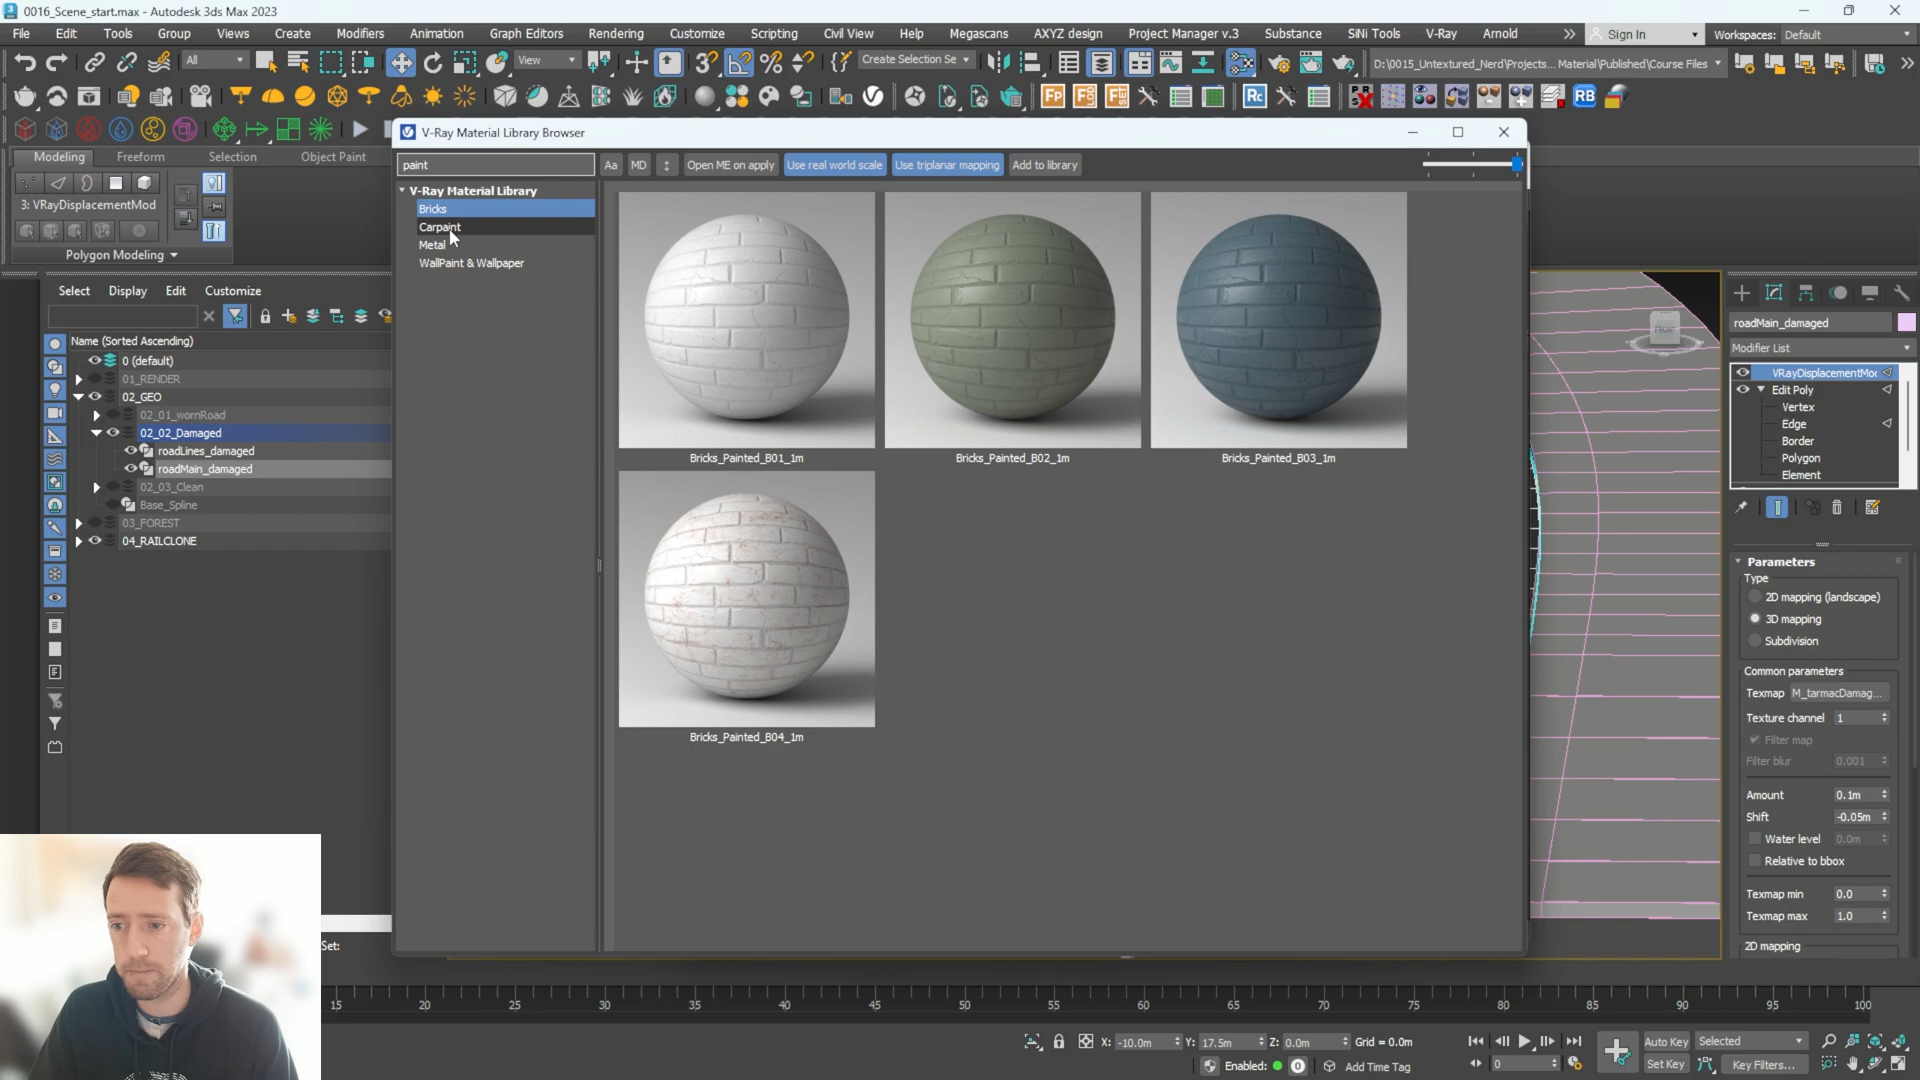 0016_Scene_start.max - Autodesk 3ds Max 2023
File Edit Tools Group Views Create Modifiers Animation Graph Editors Rendering Customize Scripting Civil View Help Megascans AXYZ design Project Manager v.3 Substance SiNi Tools V-Ray Arnold Sign In Workspaces: Default
All View Create Selection Se D:\0015_Untextured_Nerd\Projects... Material\Published\Course Files
Modeling Freeform Selection Object Paint
3: VRayDisplacementMod
Polygon Modeling
V-Ray Material Library Browser
paint Aa MD Open ME on apply Use real world scale Use triplanar mapping Add to library
V-Ray Material Library
Bricks
Carpaint
Metal
WallPaint & Wallpaper
Bricks_Painted_B01_1m Bricks_Painted_B02_1m Bricks_Painted_B03_1m
Bricks_Painted_B04_1m
Select Display Edit Customize
Name (Sorted Ascending)
0 (default)
01_RENDER
02_GEO
02_01_wornRoad
02_02_Damaged
roadLines_damaged
roadMain_damaged
02_03_Clean
Base_Spline
03_FOREST
04_RAILCLONE
FRONT
roadMain_damaged
Modifier List
VRayDisplacementMod
Edit Poly
Vertex
Edge
Border
Polygon
Element
Parameters
Type
2D mapping (landscape)
3D mapping
Subdivision
Common parameters
Texmap M_tarmacDamag...
Texture channel 1
Filter map
Filter blur 0.001
Amount 0.1m
Shift -0.05m
Water level 0.0m
Relative to bbox
Texmap min 0.0
Texmap max 1.0
2D mapping
Set:
15 20 25 30 35 40 45 50 55 60 65 70 75 80 85 90 95 100
X: -10.0m Y: 17.5m Z: 0.0m Grid = 0.0m
Enabled: 0 Add Time Tag
0
Auto Key Selected
Set Key Key Filters...